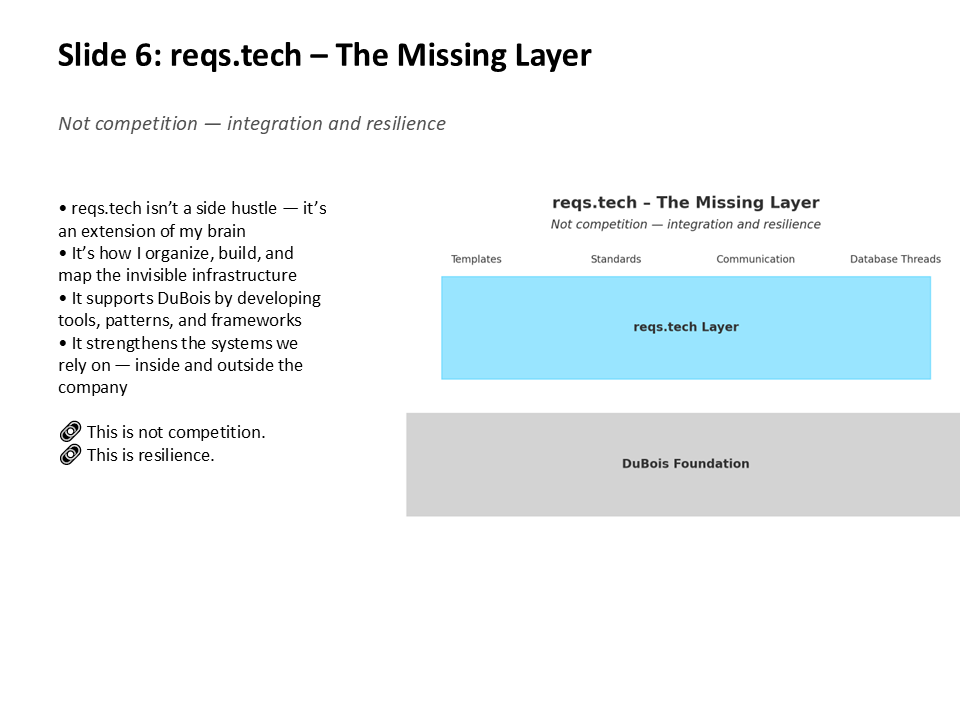 Slide 6: reqs.tech – The Missing Layer
Not competition — integration and resilience
• reqs.tech isn’t a side hustle — it’s
an extension of my brain
• It’s how I organize, build, and
map the invisible infrastructure
• It supports DuBois by developing
tools, patterns, and frameworks
• It strengthens the systems we
rely on — inside and outside the
company
🔗 This is not competition.
🔗 This is resilience.
reqs.tech – The Missing Layer
Not competition — integration and resilience
Templates Standards Communication Database Threads
reqs.tech Layer
DuBois Foundation